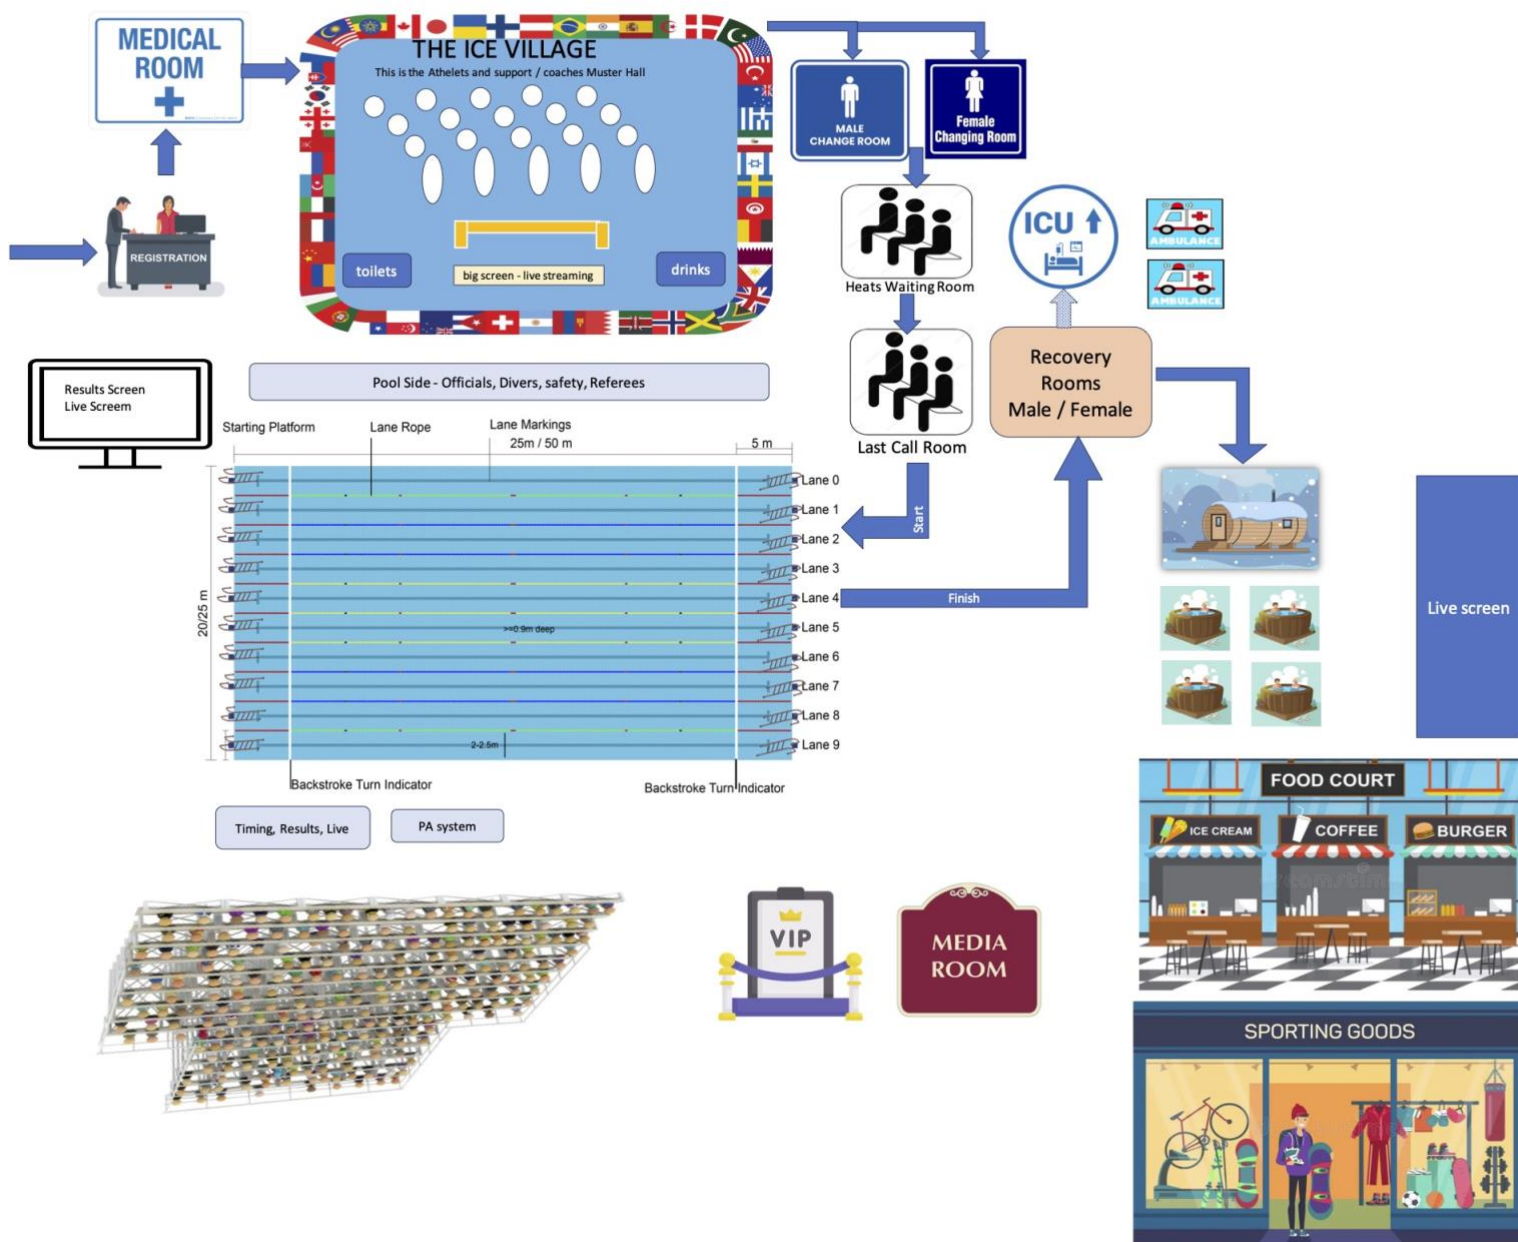 MEDICAL
ROOM
THE ICE VILLAGE
This is the Athelets and support / coaches Muster Hall
toilets
big screen - live streaming
drinks
MALE
CHANGE ROOM
Female
Changing Room
REGISTRATION
Heats Waiting Room
ICU
AMBULANCE
AMBULANCE
Last Call Room
Recovery
Rooms
Male / Female
Results Screen
Live Screem
Pool Side - Officials, Divers, safety, Referees
Starting Platform
Lane Rope
Lane Markings
25m / 50 m
5 m
20/25 m
Lane 0
Lane 1
Lane 2
Lane 3
Lane 4
Lane 5
Lane 6
Lane 7
Lane 8
Lane 9
>=0.9m deep
2-2.5m
Start
Finish
Backstroke Turn Indicator
Backstroke Turn Indicator
Timing, Results, Live
PA system
Live screen
VIP
MEDIA
ROOM
FOOD COURT
ICE CREAM
COFFEE
BURGER
SPORTING GOODS